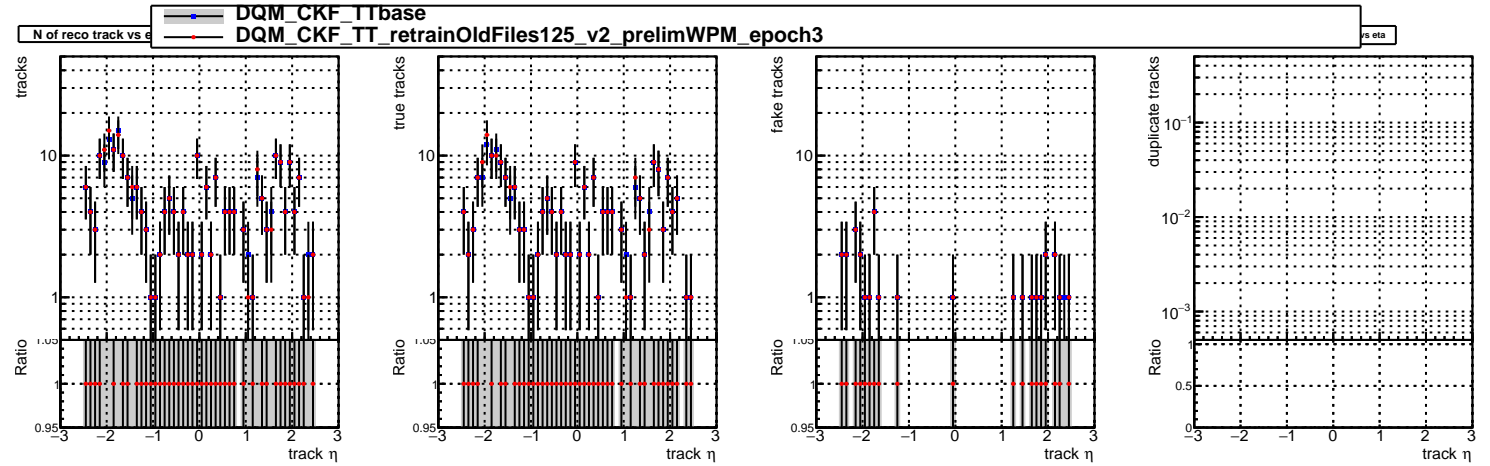 DQM_CKF_TTbase
DQM_CKF_TT_retrainOldFiles125_v2_prelimWPM_epoch3
N of reco track vs e
vs eta
tracks
10
1
Ratio
1.05
1
0.95
−3 −2 −1 0 1 2 3
track η
true tracks
10
1
Ratio
1.05
1
0.95
−3 −2 −1 0 1 2 3
track η
fake tracks
10
1
Ratio
1.05
1
0.95
−3 −2 −1 0 1 2 3
track η
duplicate tracks
10−1
10−2
10−3
Ratio
1
0.5
0
−3 −2 −1 0 1 2 3
track η